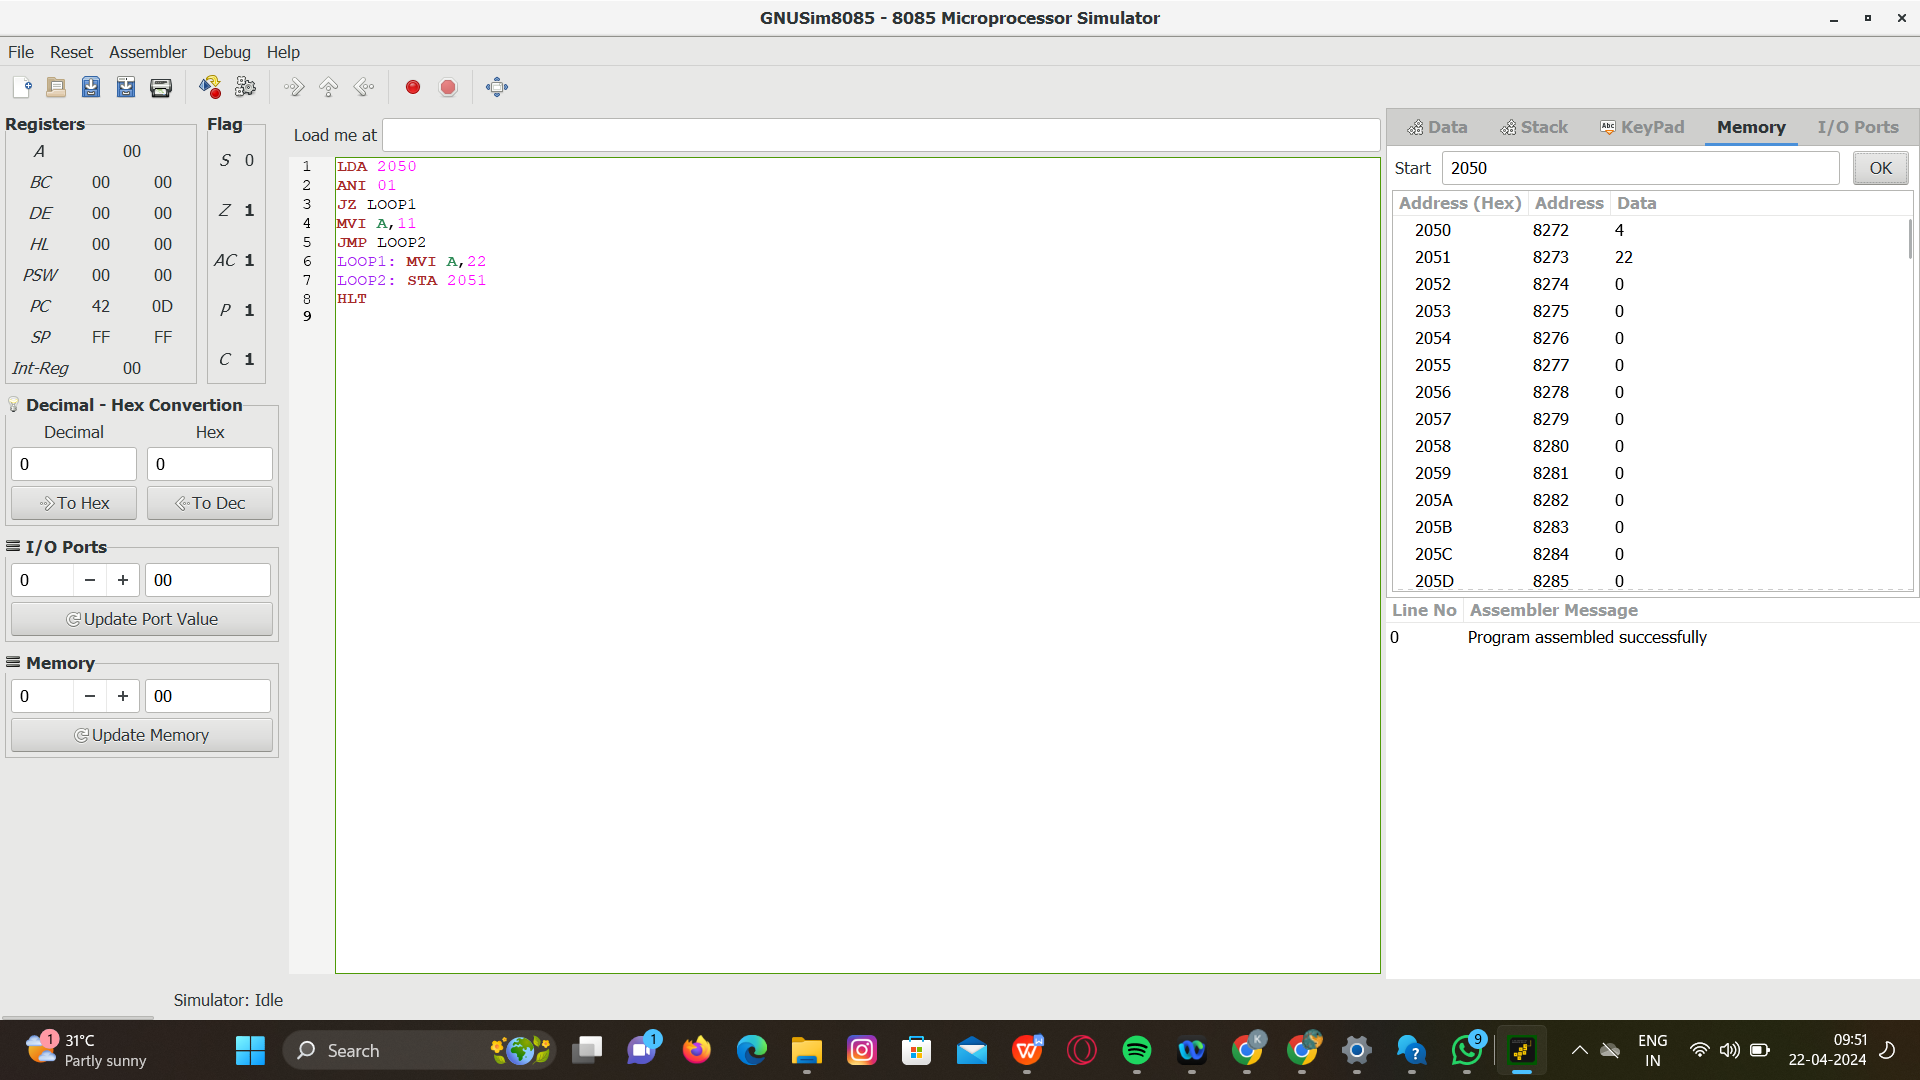 GNUSim8085 - 8085 Microprocessor Simulator
File Reset Assembler Debug Help
Registers
A 00
BC 00 00
DE 00 00
HL 00 00
PSW 00 00
PC 42 0D
SP FF FF
Int-Reg 00
Flag
S 0
Z 1
AC 1
P 1
C 1
Decimal - Hex Convertion
Decimal Hex
0 0
To Hex To Dec
I/O Ports
0 − + 00
Update Port Value
Memory
0 − + 00
Update Memory
Load me at
1 LDA 2050
2 ANI 01
3 JZ LOOP1
4 MVI A,11
5 JMP LOOP2
6 LOOP1: MVI A,22
7 LOOP2: STA 2051
8 HLT
9
Data Stack Abc KeyPad Memory I/O Ports
Start 2050 OK
Address (Hex) Address Data
2050 8272 4
2051 8273 22
2052 8274 0
2053 8275 0
2054 8276 0
2055 8277 0
2056 8278 0
2057 8279 0
2058 8280 0
2059 8281 0
205A 8282 0
205B 8283 0
205C 8284 0
205D 8285 0
Line No Assembler Message
0 Program assembled successfully
Simulator: Idle
1 31°C
Partly sunny
Search
1
W
K
9
ENG
IN
09:51
22-04-2024